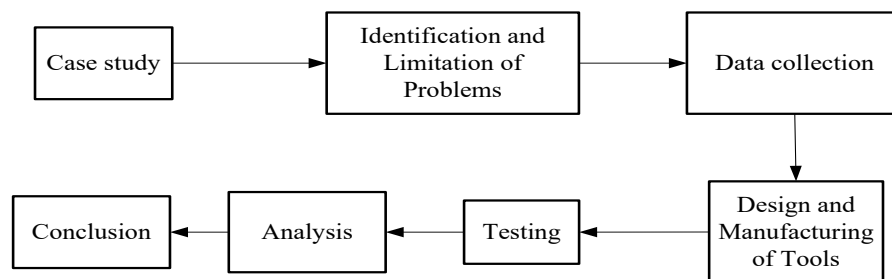 Case study
Identification and
Limitation of
Problems
Data collection
Design and
Manufacturing
of Tools
Testing
Analysis
Conclusion